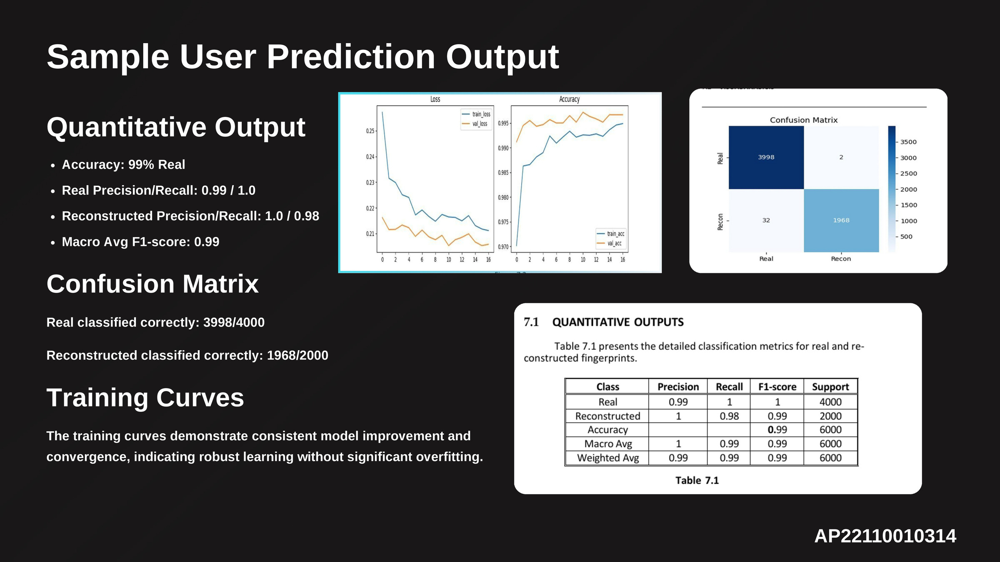 Sample User Prediction Output
Quantitative Output
• Accuracy: 99% Real
• Real Precision/Recall: 0.99 / 1.0
• Reconstructed Precision/Recall: 1.0 / 0.98
• Macro Avg F1-score: 0.99
Confusion Matrix
Real classified correctly: 3998/4000
Reconstructed classified correctly: 1968/2000
Training Curves
The training curves demonstrate consistent model improvement and
convergence, indicating robust learning without significant overfitting.
Loss
train_loss
val_loss
0.25
0.24
0.23
0.22
0.21
0 2 4 6 8 10 12 14 16
Accuracy
0.995
0.990
0.985
0.980
0.975
0.970
train_acc
val_acc
0 2 4 6 8 10 12 14 16
Confusion Matrix
Real
3998 2
Recon
32 1968
Real Recon
3500
3000
2500
2000
1500
1000
500
7.1 QUANTITATIVE OUTPUTS
Table 7.1 presents the detailed classification metrics for real and re-
constructed fingerprints.
Class Precision Recall F1-score Support
Real 0.99 1 1 4000
Reconstructed 1 0.98 0.99 2000
Accuracy 0.99 6000
Macro Avg 1 0.99 0.99 6000
Weighted Avg 0.99 0.99 0.99 6000
Table 7.1
AP22110010314